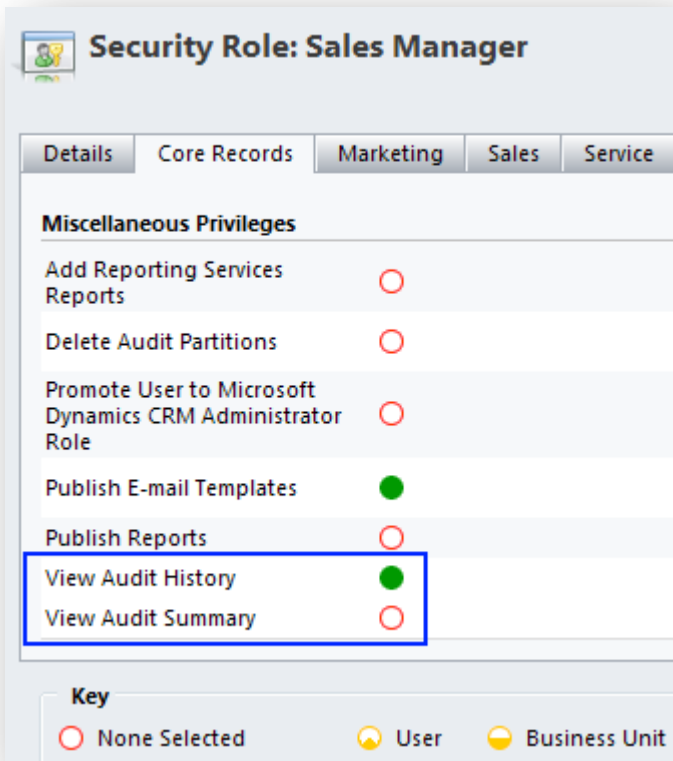 Security Role: Sales Manager
Details Core Records Marketing Sales Service
Miscellaneous Privileges
Add Reporting Services
Reports
Delete Audit Partitions
Promote User to Microsoft
Dynamics CRM Administrator
Role
Publish E-mail Templates
Publish Reports
View Audit History
View Audit Summary
Key
None Selected User Business Unit